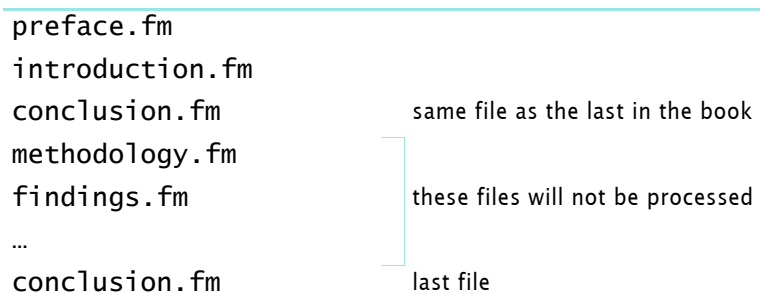 preface.fm
introduction.fm
conclusion.fm same file as the last in the book
methodology.fm
findings.fm these files will not be processed
…
conclusion.fm last file